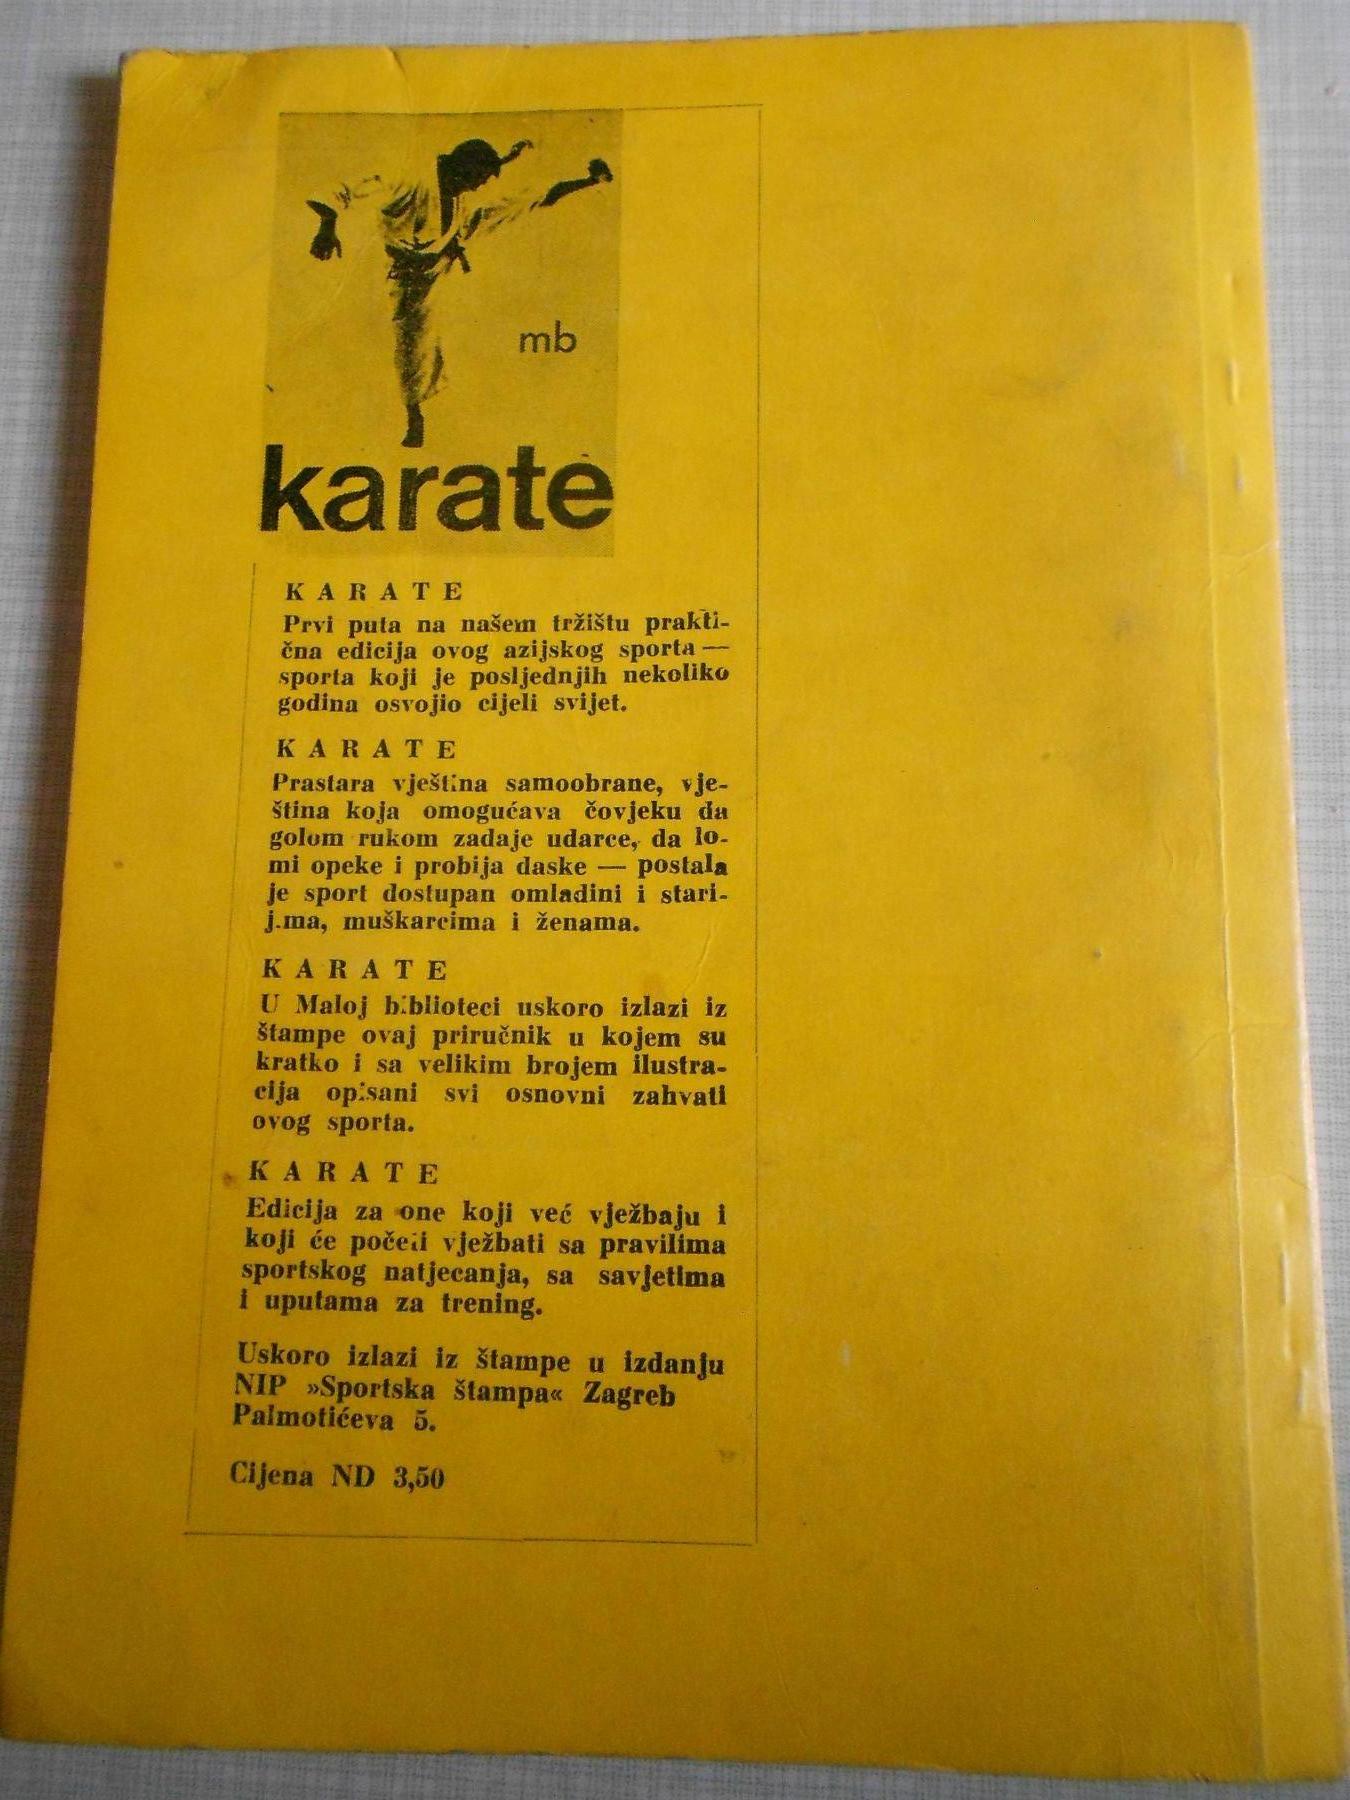 mb
karate
KARATE
Prvi puta na našem tržištu prakti-
čna edicija ovog azijskog sporta —
sporta koji je posljednjih nekoliko
godina osvojio cijeli svijet.
KARATE
Prastara vještina samoobrane, vje-
ština koja omogućava čovjeku da
golom rukom zadaje udarce, da lo-
mi opeke i probija daske — postala
je sport dostupan omladini i stari-
jima, muškarcima i ženama.
KARATE
U Maloj biblioteci uskoro izlazi iz
štampe ovaj priručnik u kojem su
kratko i sa velikim brojem ilustra-
cija opisani svi osnovni zahvati
ovog sporta.
KARATE
Edicija za one koji već vježbaju i
koji će početi vježbati sa pravilima
sportskog natjecanja, sa savjetima
i uputama za trening.
Uskoro izlazi iz štampe u izdanju
NIP »Sportska štampa« Zagreb
Palmotićeva 5.
Cijena ND 3,50